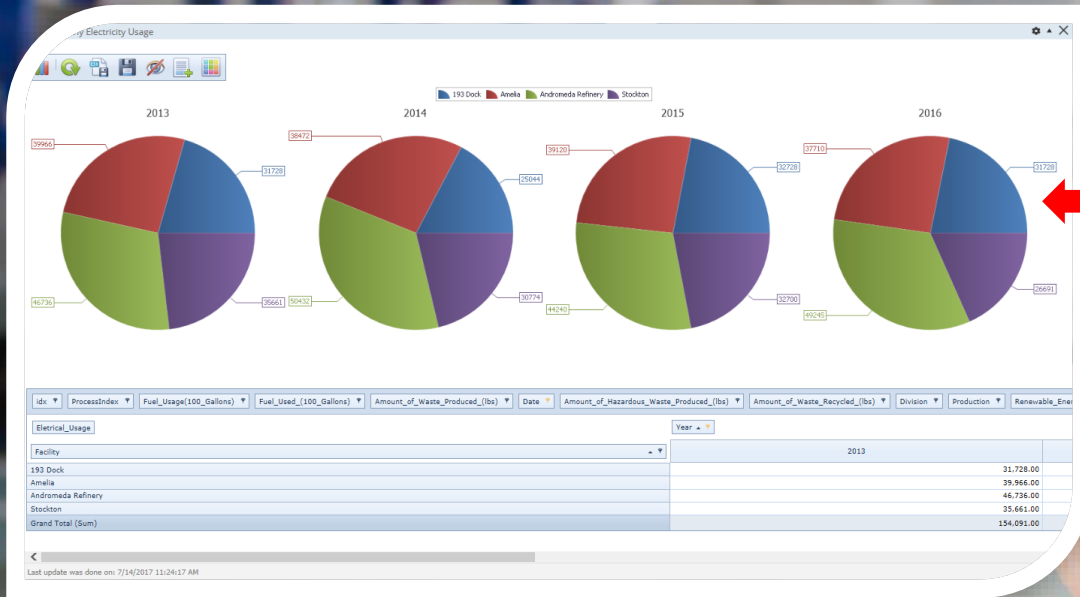 Electricity Usage
193 Dock Amelia Andromeda Refinery Stockton
2013 2014 2015 2016
39966 31728 46736 35661
38472 25044 50432 30774
39120 32728 44240 32700
37710 31728 49245 26691
idx ProcessIndex Fuel_Usage(100_Gallons) Fuel_Used_(100_Gallons) Amount_of_Waste_Produced_(lbs) Date Amount_of_Hazardous_Waste_Produced_(lbs) Amount_of_Waste_Recycled_(lbs) Division Production Renewable_Ener
Eletrical_Usage Year
Facility 2013
193 Dock 31,728.00
Amelia 39,966.00
Andromeda Refinery 46,736.00
Stockton 35,661.00
Grand Total (Sum) 154,091.00
Last update was done on: 7/14/2017 11:24:17 AM